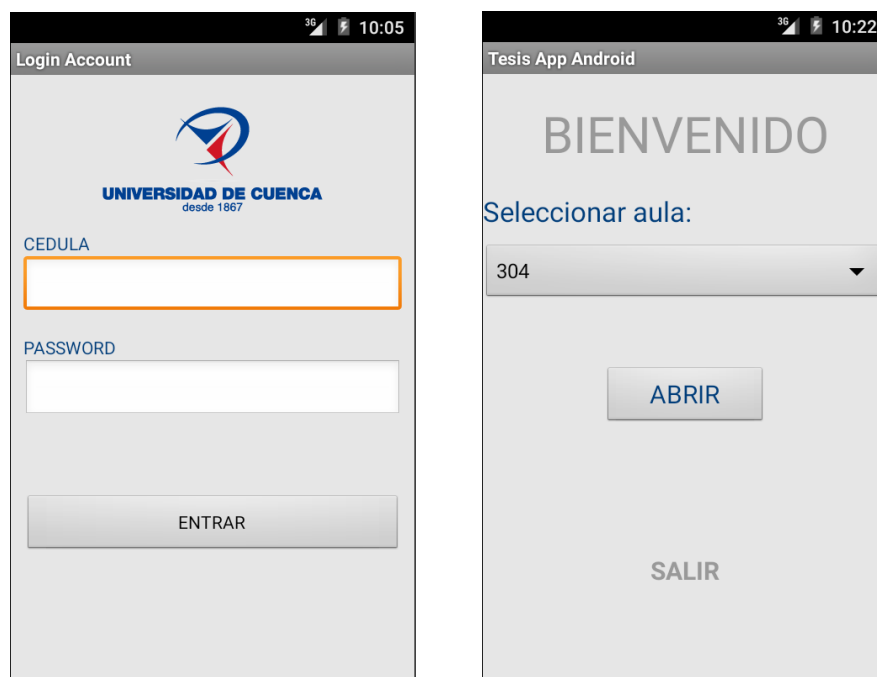 3G 10:05
Login Account
UNIVERSIDAD DE CUENCA
desde 1867
CEDULA
PASSWORD
ENTRAR
3G 10:22
Tesis App Android
BIENVENIDO
Seleccionar aula:
304
ABRIR
SALIR